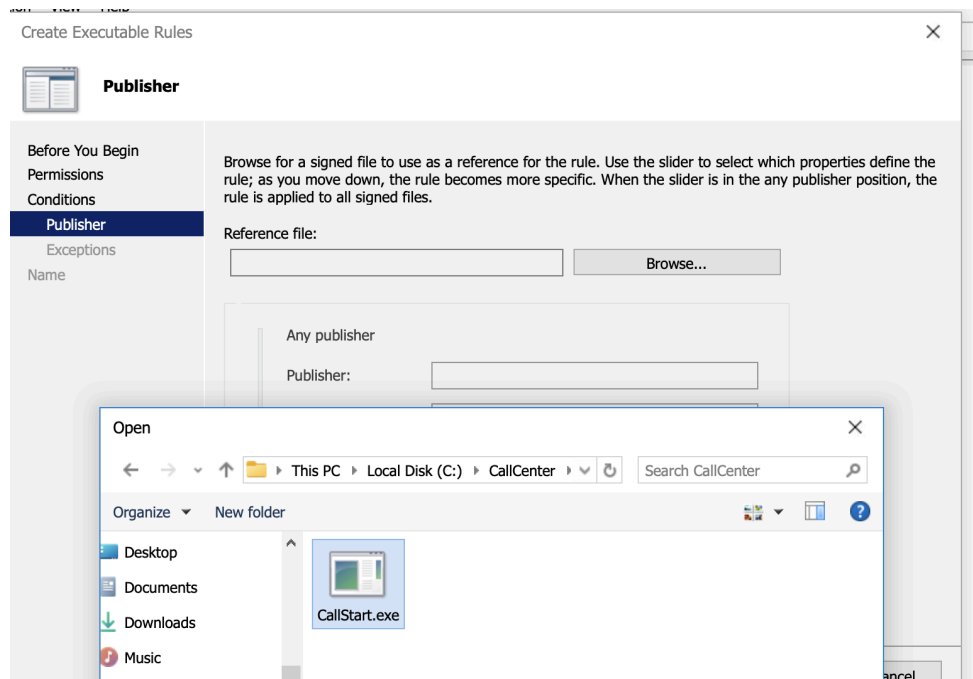 View Help
Create Executable Rules
Publisher
Before You Begin
Permissions
Conditions
Publisher
Exceptions
Name
Browse for a signed file to use as a reference for the rule. Use the slider to select which properties define the
rule; as you move down, the rule becomes more specific. When the slider is in the any publisher position, the
rule is applied to all signed files.
Reference file:
Browse...
Any publisher
Publisher:
Open
This PC Local Disk (C:) CallCenter
Search CallCenter
Organize New folder
Desktop
Documents
Downloads
Music
CallStart.exe